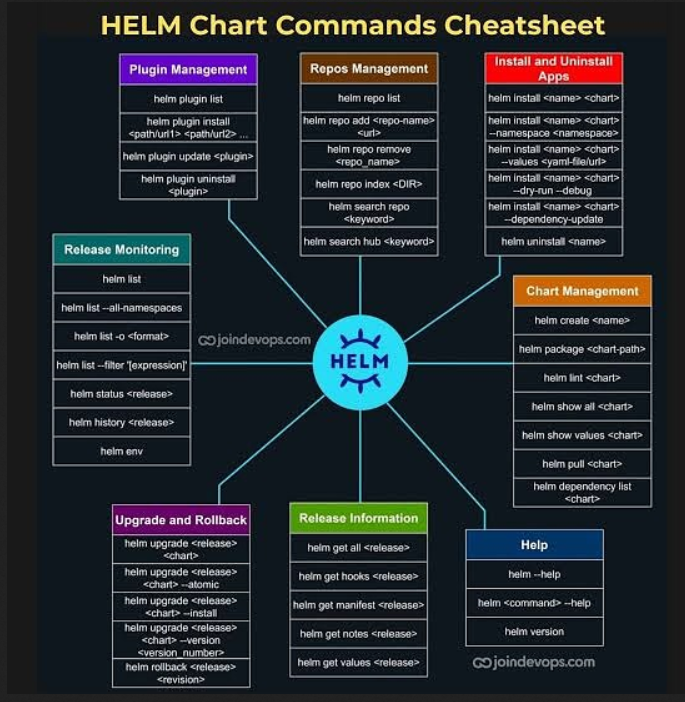 HELM Chart Commands Cheatsheet
Plugin Management
helm plugin list
helm plugin install
<path/url1> <path/url2> ...
helm plugin update <plugin>
helm plugin uninstall
<plugin>
Repos Management
helm repo list
helm repo add <repo-name>
<url>
helm repo remove
<repo_name>
helm repo index <DIR>
helm search repo
<keyword>
helm search hub <keyword>
Install and Uninstall
Apps
helm install <name> <chart>
helm install <name> <chart>
--namespace <namespace>
helm install <name> <chart>
--values <yaml-file/url>
helm install <name> <chart>
--dry-run --debug
helm install <name> <chart>
--dependency-update
helm uninstall <name>
Release Monitoring
helm list
helm list --all-namespaces
helm list -o <format>
helm list --filter '[expression]'
helm status <release>
helm history <release>
helm env
joindevops.com
HELM
Chart Management
helm create <name>
helm package <chart-path>
helm lint <chart>
helm show all <chart>
helm show values <chart>
helm pull <chart>
helm dependency list
<chart>
Upgrade and Rollback
helm upgrade <release>
<chart>
helm upgrade <release>
<chart> --atomic
helm upgrade <release>
<chart> --install
helm upgrade <release>
<chart> --version
<version_number>
helm rollback <release>
<revision>
Release Information
helm get all <release>
helm get hooks <release>
helm get manifest <release>
helm get notes <release>
helm get values <release>
Help
helm --help
helm <command> --help
helm version
joindevops.com